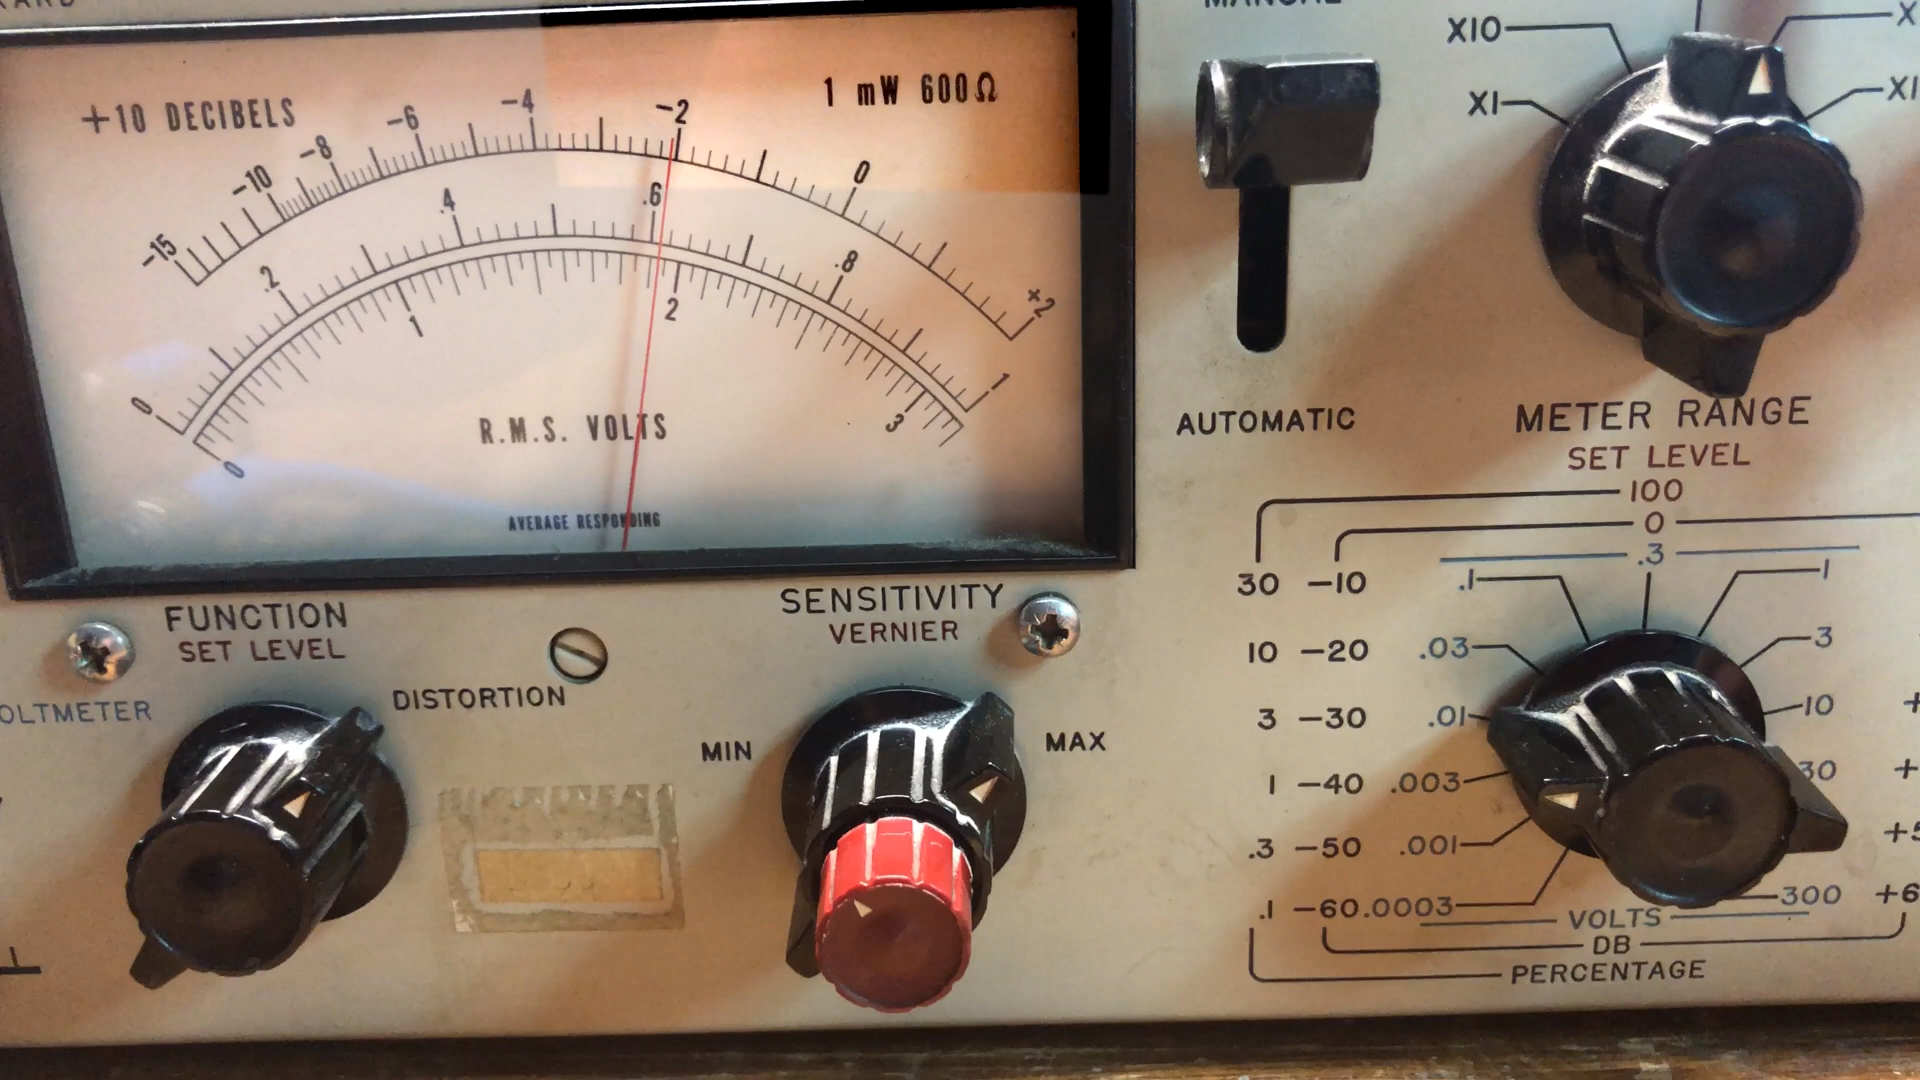 MANUAL
+10 DECIBELS
1 mW 600Ω
-15
-10
-8
-6
-4
-2
0
+2
0
.2
.4
.6
.8
1
0
1
2
3
R.M.S. VOLTS
AVERAGE RESPONDING
X10
X1
AUTOMATIC
METER RANGE
SET LEVEL
FUNCTION
SET LEVEL
DISTORTION
SENSITIVITY
VERNIER
MIN
MAX
100
0
.3
30 -10 .1 1
10 -20 .03 3
3 -30 .01 10
1 -40 .003 30
.3 -50 .001
.1 -60 .0003 300
VOLTS
DB
PERCENTAGE